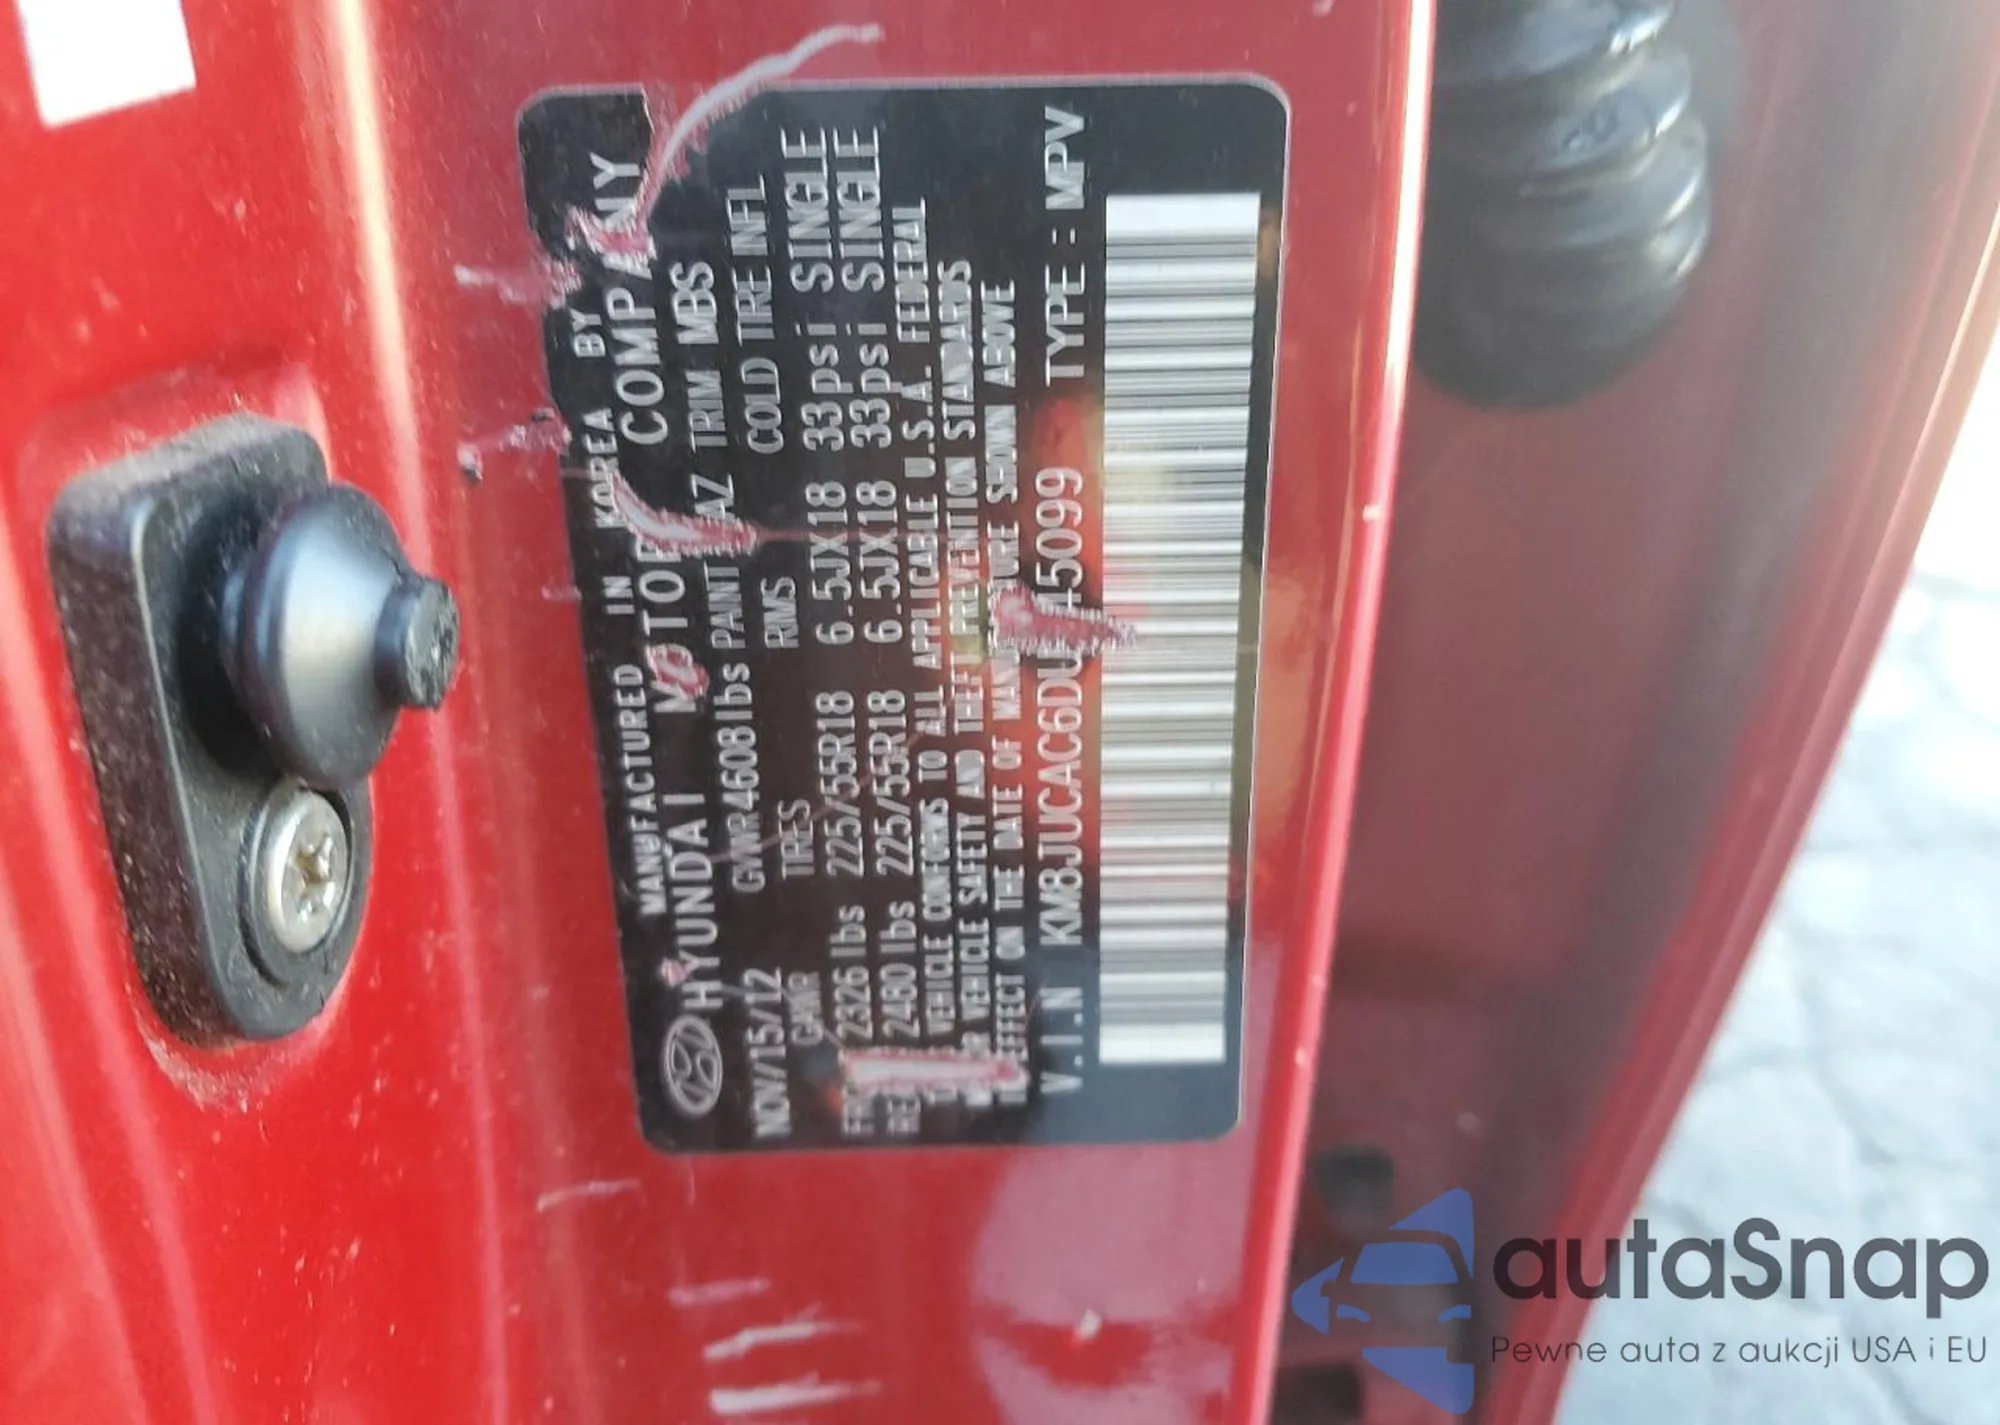 MANUFACTURED IN KOREA BY
HYUNDAI MOTOR COMPANY
NOV/15/12 GVWR 4608lbs PAINT TRIM MBS
GAWR TIRES RIMS COLD TIRE INFL
2326 lbs 225/55R18 6.5JX18 33psi SINGLE
2480 lbs 225/55R18 6.5JX18 33psi SINGLE
VEHICLE CONFORMS TO ALL APPLICABLE U.S.A. FEDERAL
VEHICLE SAFETY AND THEFT PREVENTION STANDARDS
EFFECT ON THE DATE OF SHOWN ABOVE
V.I.N KM8JUCAC6DU TYPE : MPV
autaSnap
Pewne auta z aukcji USA i EU